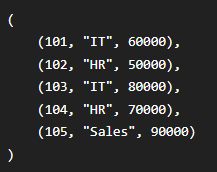 (
    (101, "IT", 60000),
    (102, "HR", 50000),
    (103, "IT", 80000),
    (104, "HR", 70000),
    (105, "Sales", 90000)
)